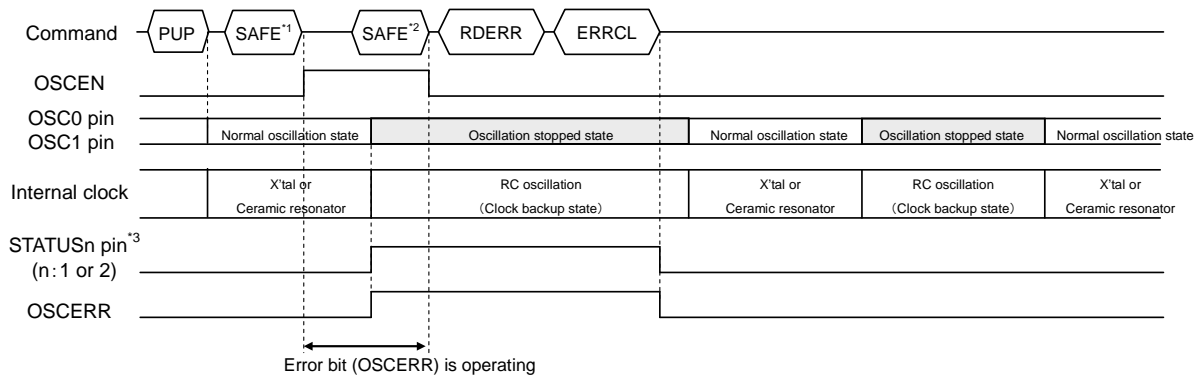 Command PUP SAFE*1 SAFE*2 RDERR ERRCL
OSCEN
OSC0 pin
OSC1 pin
Normal oscillation state Oscillation stopped state Normal oscillation state Oscillation stopped state Normal oscillation state
Internal clock
X'tal or
Ceramic resonator
RC oscillation
(Clock backup state)
X'tal or
Ceramic resonator
RC oscillation
(Clock backup state)
X'tal or
Ceramic resonator
STATUSn pin*3
(n:1 or 2)
OSCERR
Error bit (OSCERR) is operating